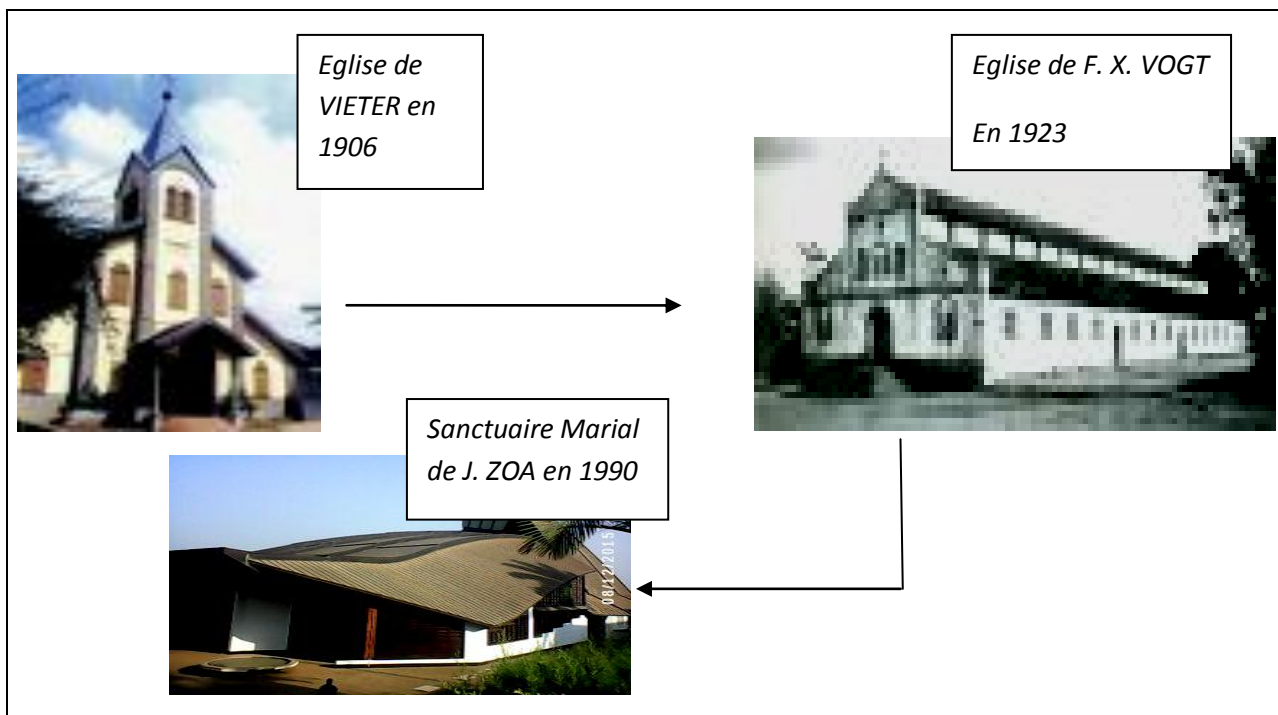 Eglise de
VIETER en
1906
Eglise de F. X. VOGT
En 1923
Sanctuaire Marial
de J. ZOA en 1990
08/12/2015